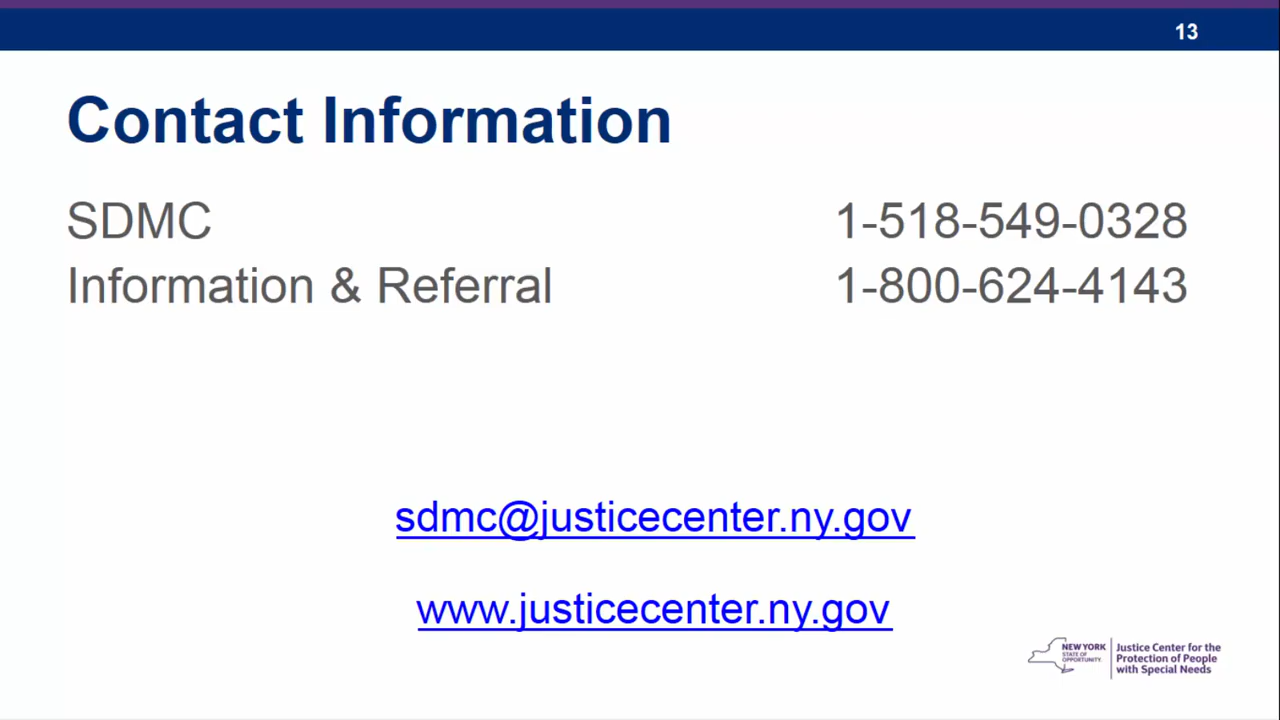 13
Contact Information
SDMC 1-518-549-0328
Information & Referral 1-800-624-4143
sdmc@justicecenter.ny.gov
www.justicecenter.ny.gov
NEW YORK
STATE OF
OPPORTUNITY.
Justice Center for the
Protection of People
with Special Needs